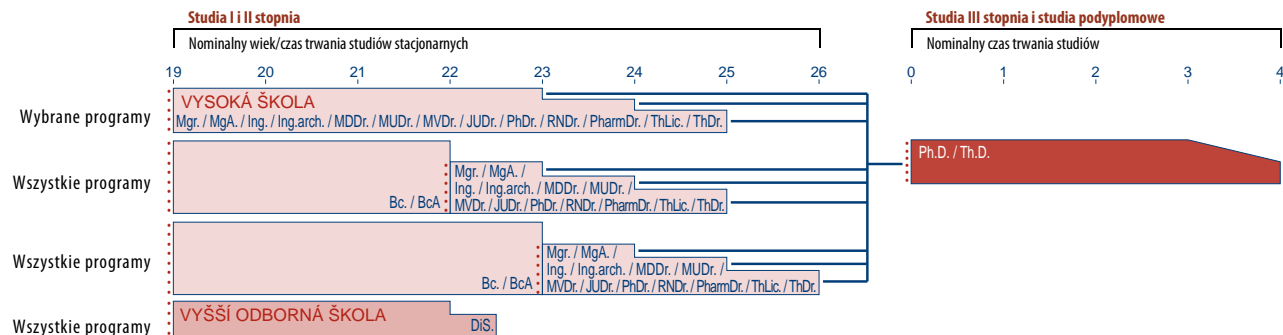 Studia I i II stopnia
Nominalny wiek/czas trwania studiów stacjonarnych
19 20 21 22 23 24 25 26
Studia III stopnia i studia podyplomowe
Nominalny czas trwania studiów
0 1 2 3 4
Wybrane programy
VYSOKÁ ŠKOLA
Mgr. / MgA. / Ing. / Ing.arch. / MDDr. / MUDr. / MVDr. / JUDr. / PhDr. / RNDr. / PharmDr. / ThLic. / ThDr.
Ph.D. / Th.D.
Wszystkie programy
Bc. / BcA
Mgr. / MgA. /
Ing. / Ing.arch. / MDDr. / MUDr. /
MVDr. / JUDr. / PhDr. / RNDr. / PharmDr. / ThLic. / ThDr.
Wszystkie programy
Bc. / BcA
Mgr. / MgA. /
Ing. / Ing.arch. / MDDr. / MUDr. /
MVDr. / JUDr. / PhDr. / RNDr. / PharmDr. / ThLic. / ThDr.
Wszystkie programy
VYŠŠÍ ODBORNÁ ŠKOLA
DiS.